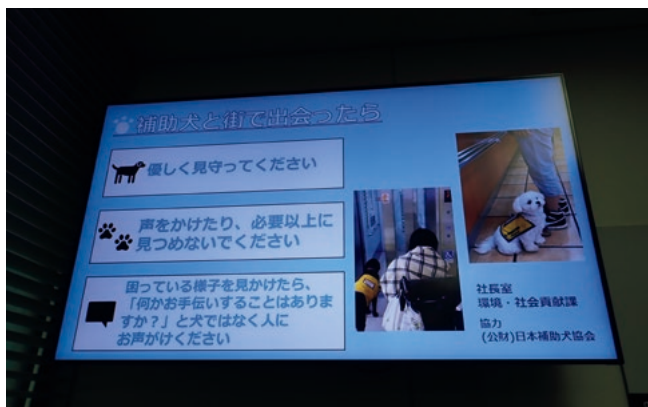 補助犬と街で出会ったら
優しく見守ってください
声をかけたり、必要以上に
見つめないでください
困っている様子を見かけたら、
「何かお手伝いすることはありま
すか？」と犬ではなく人に
お声がけください
社長室
環境・社会貢献課
協力
(公財)日本補助犬協会